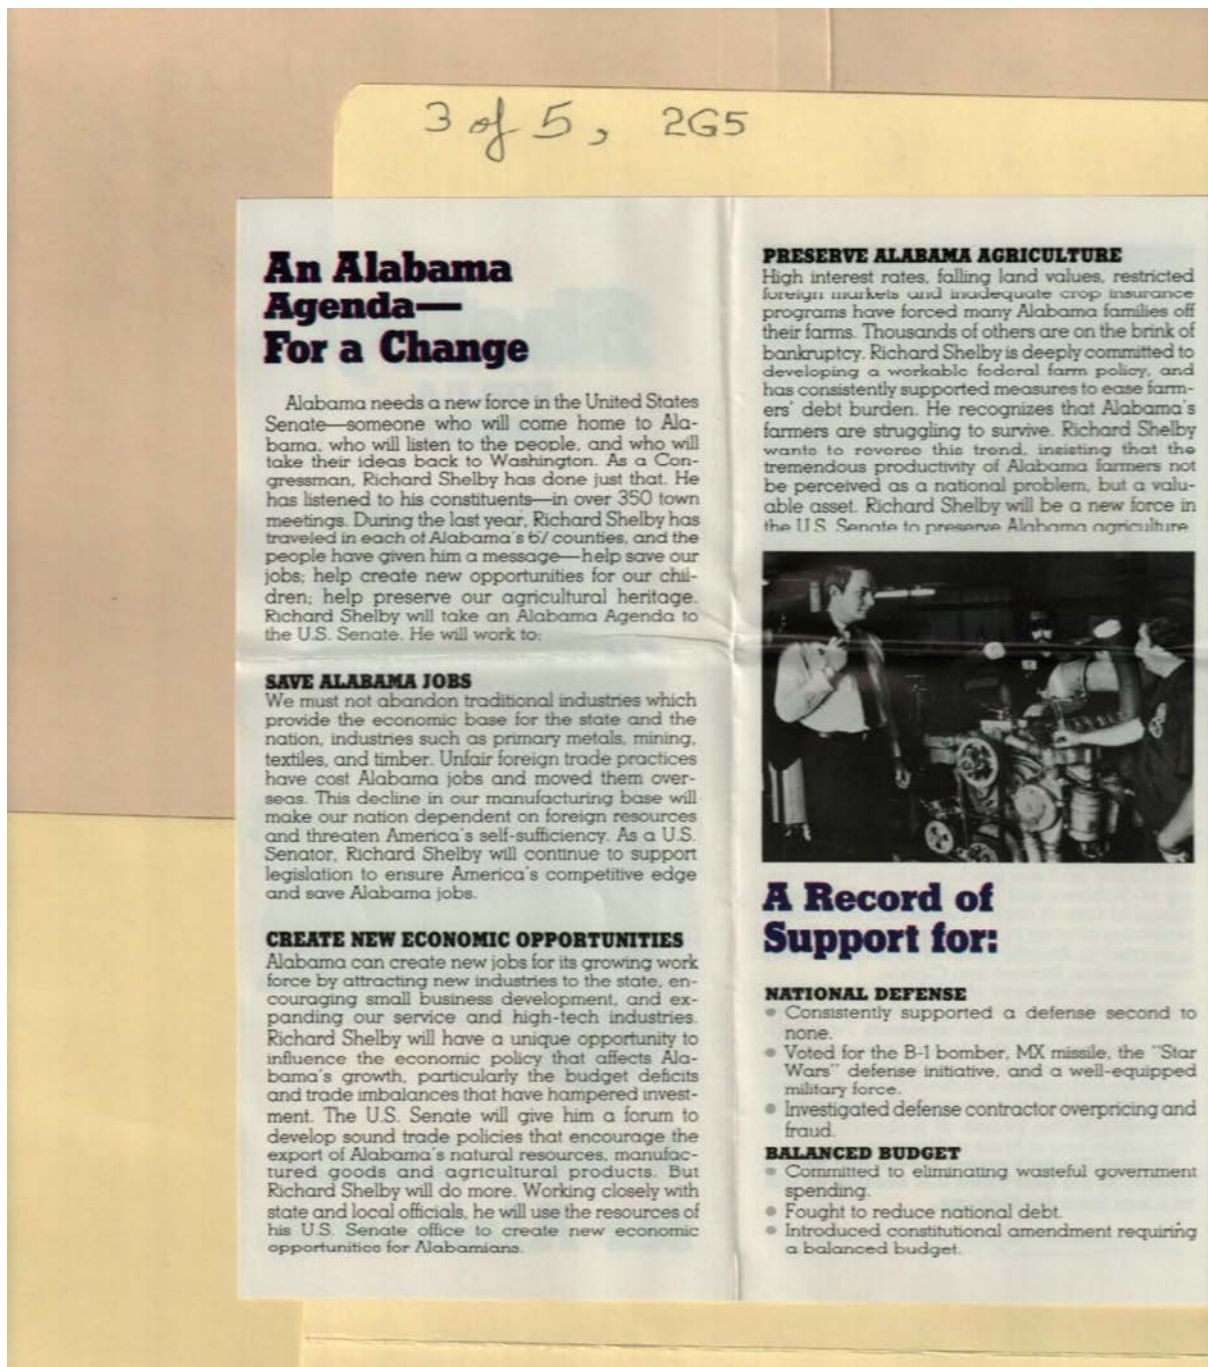 3 of 5, 2G5
An Alabama
Agenda—
For a Change
Alabama needs a new force in the United States
Senate—someone who will come home to Ala-
bama, who will listen to the people, and who will
take their ideas back to Washington. As a Con-
gressman, Richard Shelby has done just that. He
has listened to his constituents—in over 350 town
meetings. During the last year, Richard Shelby has
traveled in each of Alabama's 67 counties, and the
people have given him a message—help save our
jobs; help create new opportunities for our chil-
dren; help preserve our agricultural heritage.
Richard Shelby will take an Alabama Agenda to
the U.S. Senate. He will work to:
SAVE ALABAMA JOBS
We must not abandon traditional industries which
provide the economic base for the state and the
nation, industries such as primary metals, mining,
textiles, and timber. Unfair foreign trade practices
have cost Alabama jobs and moved them over-
seas. This decline in our manufacturing base will
make our nation dependent on foreign resources
and threaten America's self-sufficiency. As a U.S.
Senator, Richard Shelby will continue to support
legislation to ensure America's competitive edge
and save Alabama jobs.
CREATE NEW ECONOMIC OPPORTUNITIES
Alabama can create new jobs for its growing work
force by attracting new industries to the state, en-
couraging small business development, and ex-
panding our service and high-tech industries.
Richard Shelby will have a unique opportunity to
influence the economic policy that affects Ala-
bama's growth, particularly the budget deficits
and trade imbalances that have hampered invest-
ment. The U.S. Senate will give him a forum to
develop sound trade policies that encourage the
export of Alabama's natural resources, manufac-
tured goods and agricultural products. But
Richard Shelby will do more. Working closely with
state and local officials, he will use the resources of
his U.S. Senate office to create new economic
opportunities for Alabamians.
PRESERVE ALABAMA AGRICULTURE
High interest rates, falling land values, restricted
foreign markets and inadequate crop insurance
programs have forced many Alabama families off
their farms. Thousands of others are on the brink of
bankruptcy. Richard Shelby is deeply committed to
developing a workable federal farm policy, and
has consistently supported measures to ease farm-
ers' debt burden. He recognizes that Alabama's
farmers are struggling to survive. Richard Shelby
wants to reverse this trend, insisting that the
tremendous productivity of Alabama farmers not
be perceived as a national problem, but a valu-
able asset. Richard Shelby will be a new force in
the U.S. Senate to preserve Alabama agriculture.
A Record of
Support for:
NATIONAL DEFENSE
• Consistently supported a defense second to
none.
• Voted for the B-1 bomber, MX missile, the "Star
Wars" defense initiative, and a well-equipped
military force.
• Investigated defense contractor overpricing and
fraud.
BALANCED BUDGET
• Committed to eliminating wasteful government
spending.
• Fought to reduce national debt.
• Introduced constitutional amendment requiring
a balanced budget.